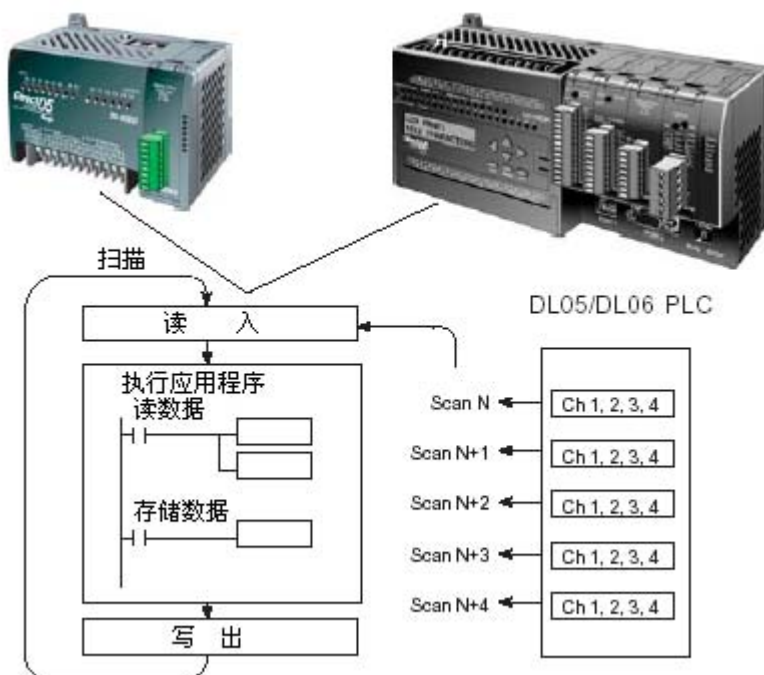 扫描
读 入
DL05/DL06 PLC
执行应用程序
读数据
存储数据
写 出
Scan N
Ch 1, 2, 3, 4
Scan N+1
Ch 1, 2, 3, 4
Scan N+2
Ch 1, 2, 3, 4
Scan N+3
Ch 1, 2, 3, 4
Scan N+4
Ch 1, 2, 3, 4